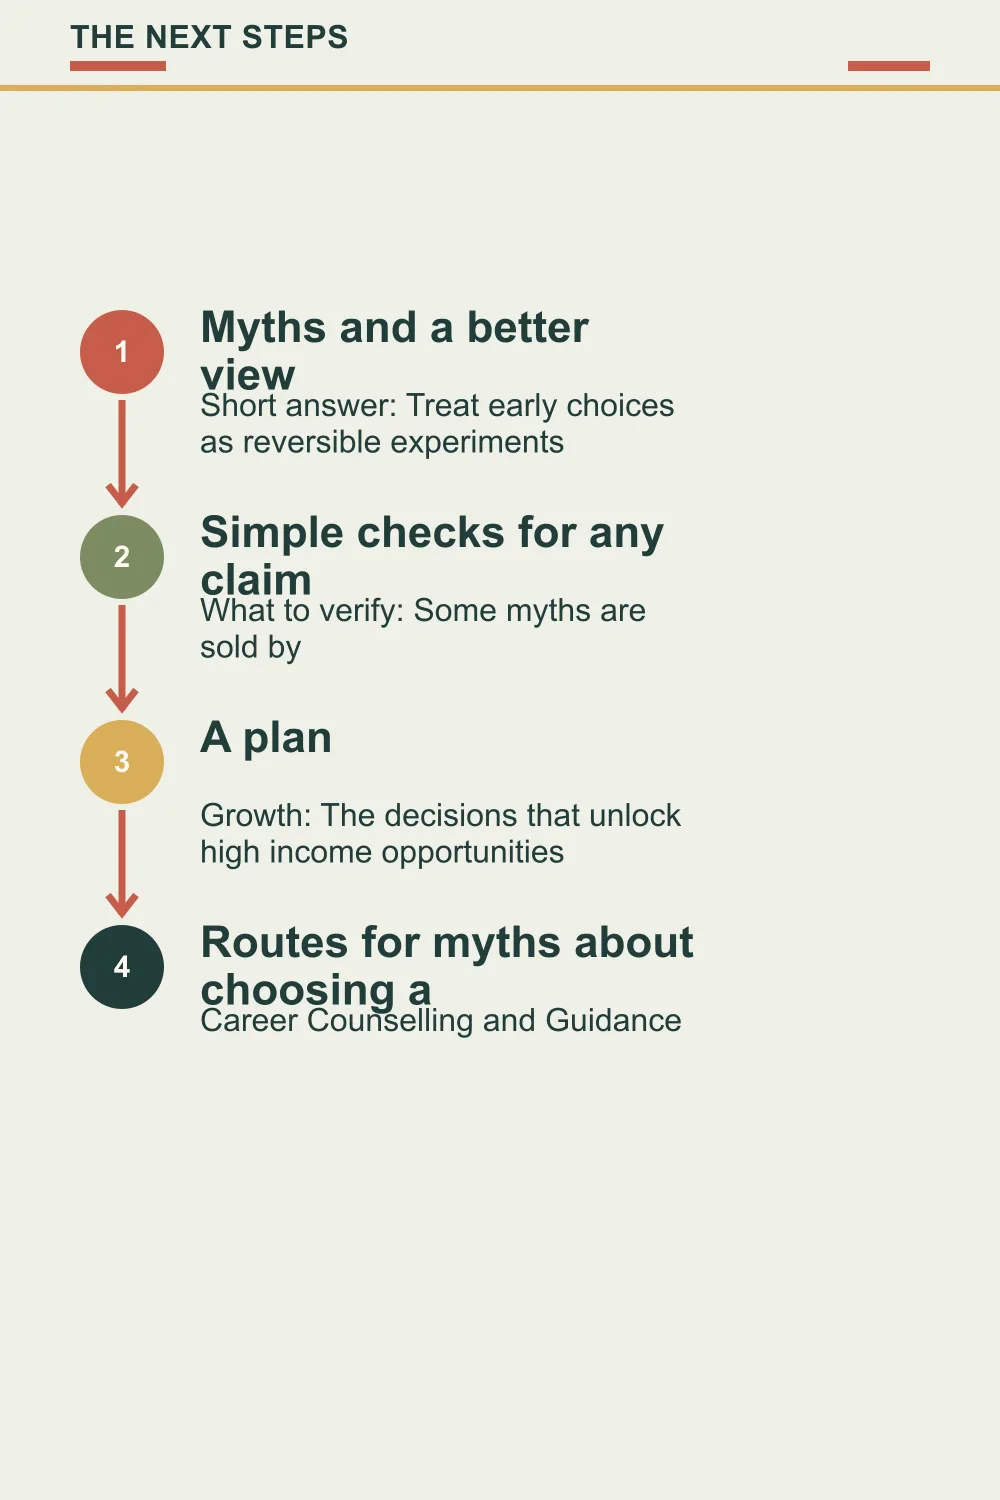 THE NEXT STEPS
1
Myths and a better
view
Short answer: Treat early choices
as reversible experiments
2
Simple checks for any
claim
What to verify: Some myths are
sold by
3
A plan
Growth: The decisions that unlock
high income opportunities
4
Routes for myths about
choosing a
Career Counselling and Guidance